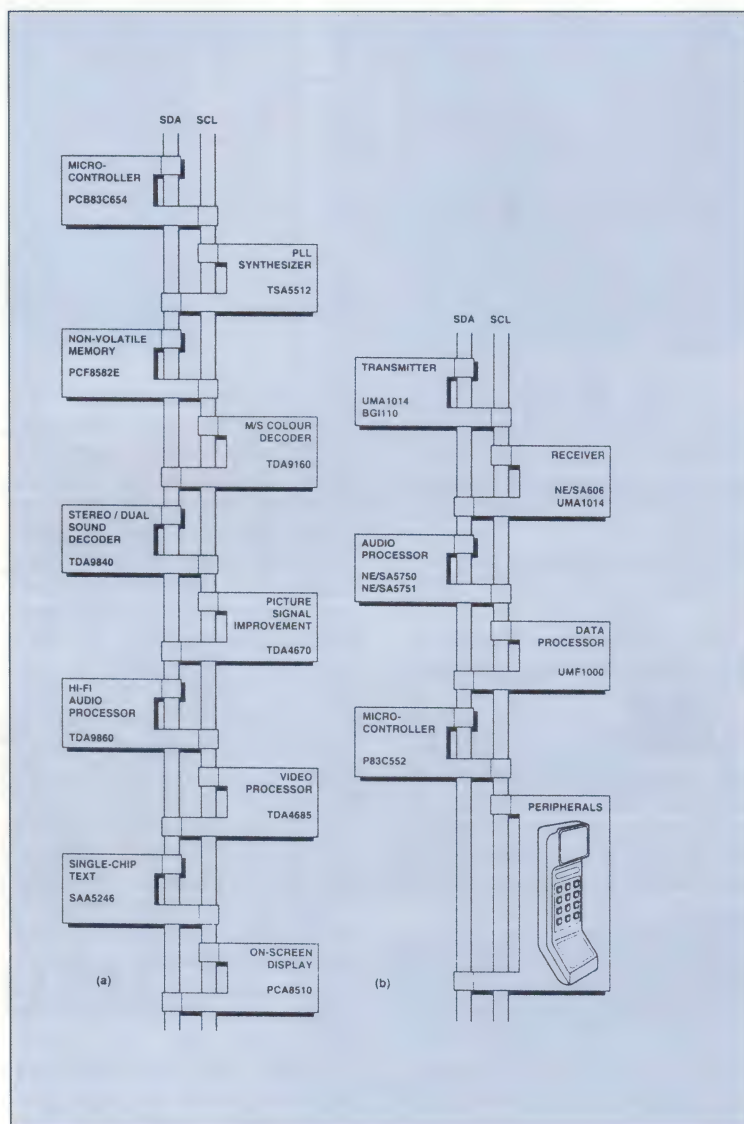 SDA SCL
MICRO-
CONTROLLER
PCB83C654
PLL
SYNTHESIZER
TSA5512
NON-VOLATILE
MEMORY
PCF8582E
M/S COLOUR
DECODER
TDA9160
STEREO / DUAL
SOUND
DECODER
TDA9840
PICTURE
SIGNAL
IMPROVEMENT
TDA4670
HI-FI
AUDIO
PROCESSOR
TDA9860
VIDEO
PROCESSOR
TDA4685
SINGLE-CHIP
TEXT
SAA5246
ON-SCREEN
DISPLAY
PCA8510
(a)
SDA SCL
TRANSMITTER
UMA1014
BGI110
RECEIVER
NE/SA606
UMA1014
AUDIO
PROCESSOR
NE/SA5750
NE/SA5751
DATA
PROCESSOR
UMF1000
MICRO-
CONTROLLER
P83C552
PERIPHERALS
(b)